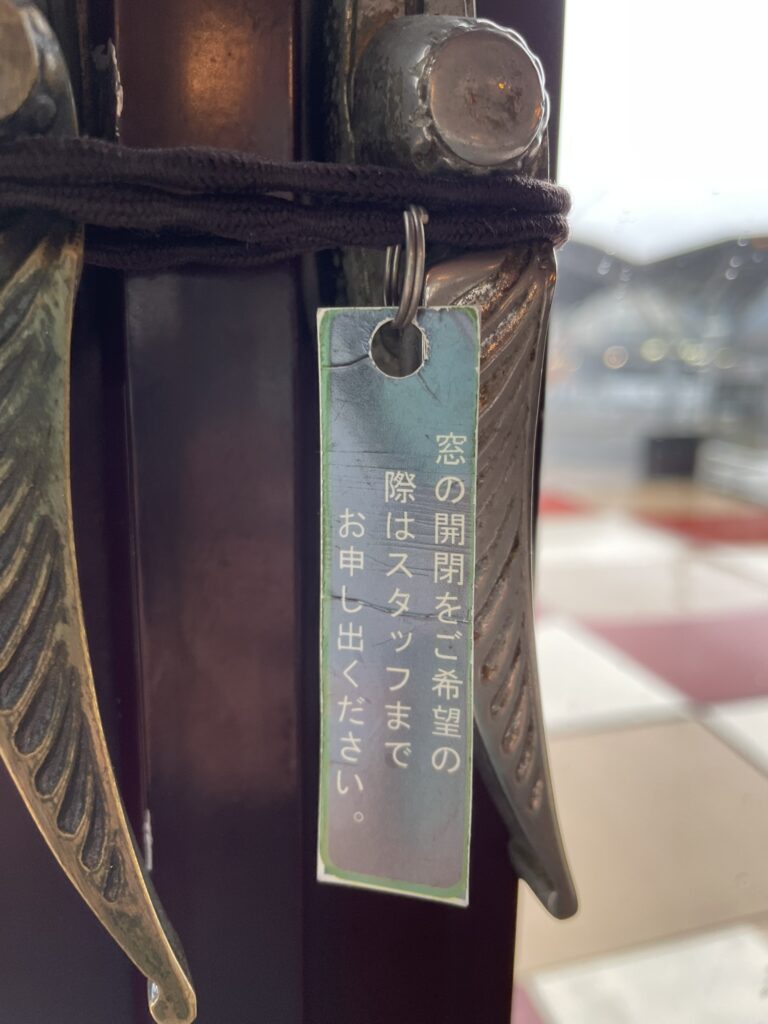 窓の開閉をご希望の
際はスタッフまで
お申し出ください。